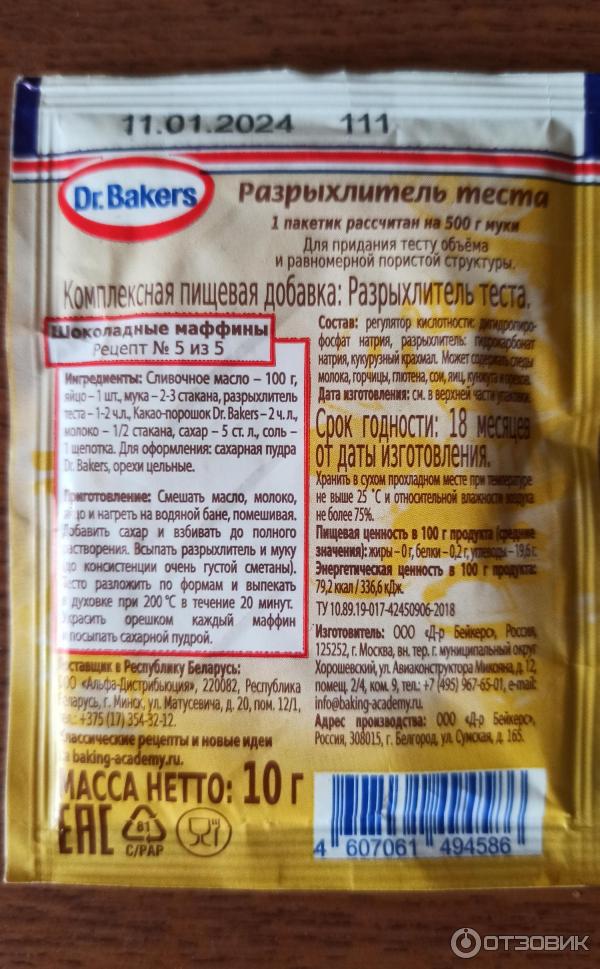 11.01.2024 111
Dr. Bakers
Разрыхлитель теста
1 пакетик рассчитан на 500 г муки
Для придания тесту объёма
и равномерной пористой структуры.
Комплексная пищевая добавка: Разрыхлитель теста.
Шоколадные маффины
Рецепт № 5 из 5
Ингредиенты: Сливочное масло – 100 г,
яйцо – 1 шт., мука – 2-3 стакана, разрыхлитель
теста – 1-2 ч.л., Какао-порошок Dr. Bakers – 2 ч. л.,
молоко – 1/2 стакана, сахар – 5 ст. л., соль –
1 щепотка. Для оформления: сахарная пудра
Dr. Bakers, орехи цельные.
Приготовление: Смешать масло, молоко,
яйцо и нагреть на водяной бане, помешивая.
Добавить сахар и взбивать до полного
растворения. Всыпать разрыхлитель и муку
(до консистенции очень густой сметаны).
Тесто разложить по формам и выпекать
в духовке при 200 °С в течение 20 минут.
Украсить орешком каждый маффин
и посыпать сахарной пудрой.
Поставщик в Республику Беларусь:
ООО «Альфа-Дистрибьюция», 220082, Республика
Беларусь, г. Минск, ул. Матусевича, д. 20, пом. 12/1,
тел.: +375 (17) 354-32-12.
Классические рецепты и новые идеи
на baking-academy.ru.
МАССА НЕТТО: 10 г
EAC
81
C/PAP
Состав: регулятор кислотности: дигидропиро-
фосфат натрия, разрыхлитель: гидрокарбонат
натрия, кукурузный крахмал. Может содержать следы
молока, горчицы, глютена, сои, яиц, кунжута и орехов.
Дата изготовления: см. в верхней части упаковки.
Срок годности: 18 месяцев
от даты изготовления.
Хранить в сухом прохладном месте при температуре
не выше 25 °С и относительной влажности воздуха
не более 75%.
Пищевая ценность в 100 г продукта (средние
значения): жиры – 0 г, белки – 0,2 г, углеводы – 19,6 г.
Энергетическая ценность в 100 г продукта:
79,2 ккал / 336,6 кДж.
ТУ 10.89.19-017-42450906-2018
Изготовитель: ООО «Д-р Бейкерс», Россия,
125252, г. Москва, вн. тер. г. муниципальный округ
Хорошевский, ул. Авиаконструктора Микояна, д. 12,
помещ. 2/4, ком. 9, тел.: +7 (495) 967-65-01, e-mail:
info@baking-academy.ru
Адрес производства: ООО «Д-р Бейкерс»,
Россия, 308015, г. Белгород, ул. Сумская, д. 165.
4 607061 494586
ОТЗОВИК